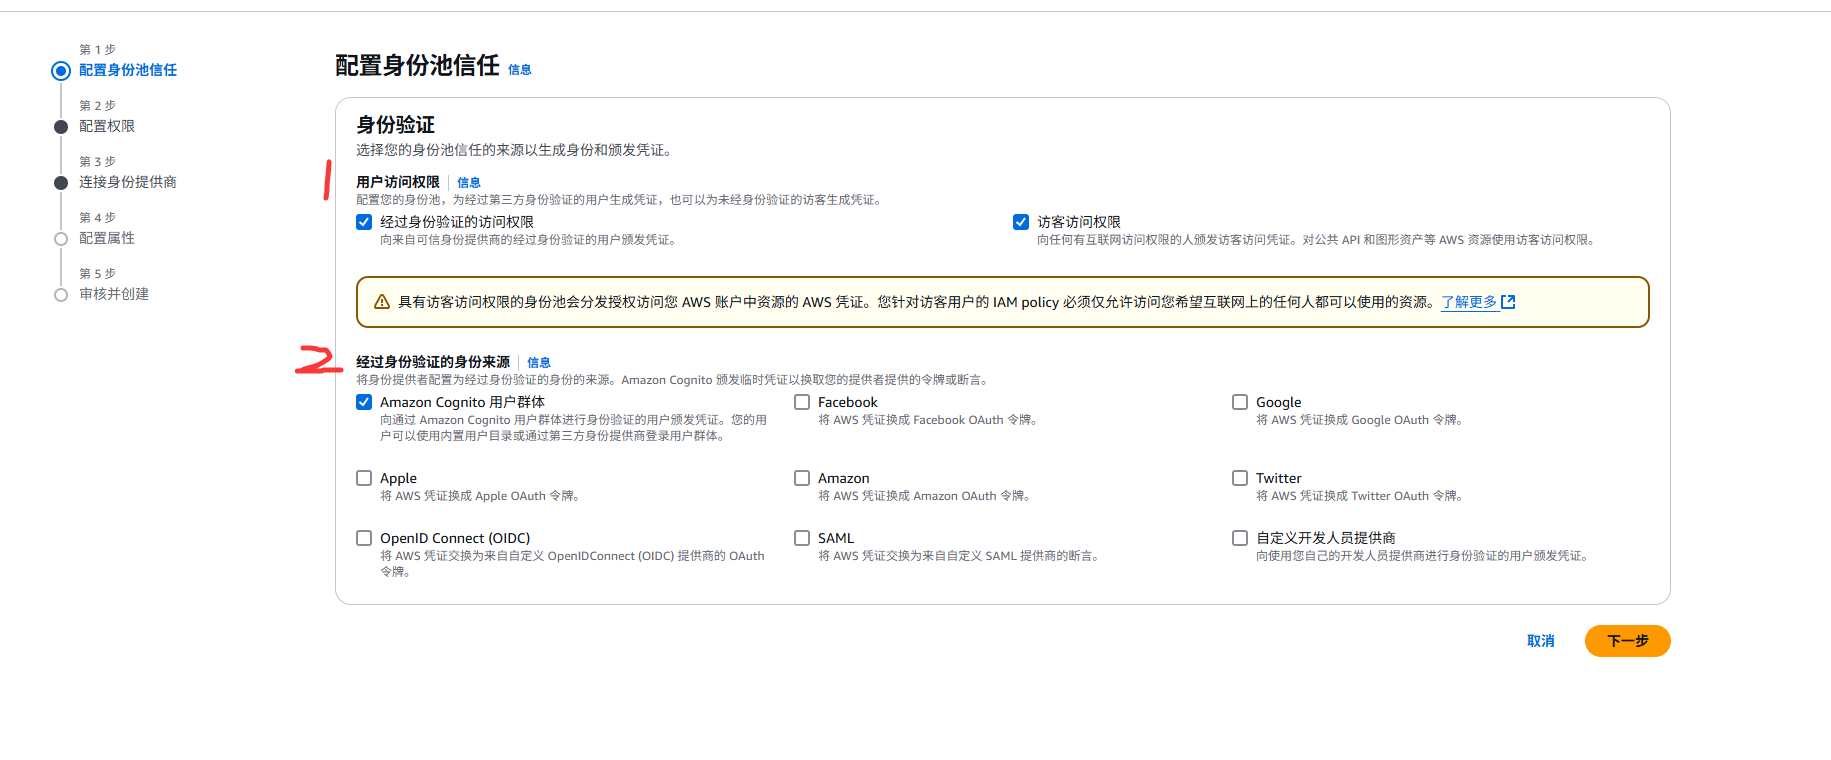 第 1 步
配置身份池信任
第 2 步
配置权限
第 3 步
连接身份提供商
第 4 步
配置属性
第 5 步
审核并创建
配置身份池信任 信息
身份验证
选择您的身份池信任的来源以生成身份和颁发凭证。
1
用户访问权限 信息
配置您的身份池，为经过第三方身份验证的用户生成凭证，也可以为未经身份验证的访客生成凭证。
经过身份验证的访问权限
向来自可信身份提供商的经过身份验证的用户颁发凭证。
访客访问权限
向任何有互联网访问权限的人颁发访客访问凭证。对公共 API 和图形资产等 AWS 资源使用访客访问权限。
具有访客访问权限的身份池会分发授权访问您 AWS 账户中资源的 AWS 凭证。您针对访客用户的 IAM policy 必须仅允许访问您希望互联网上的任何人都可以使用的资源。了解更多
2
经过身份验证的身份来源 信息
将身份提供者配置为经过身份验证的身份的来源。Amazon Cognito 颁发临时凭证以换取您的提供者提供的令牌或断言。
Amazon Cognito 用户群体
向通过 Amazon Cognito 用户群体进行身份验证的用户颁发凭证。您的用
户可以使用内置用户目录或通过第三方身份提供商登录用户群体。
Facebook
将 AWS 凭证换成 Facebook OAuth 令牌。
Google
将 AWS 凭证换成 Google OAuth 令牌。
Apple
将 AWS 凭证换成 Apple OAuth 令牌。
Amazon
将 AWS 凭证换成 Amazon OAuth 令牌。
Twitter
将 AWS 凭证换成 Twitter OAuth 令牌。
OpenID Connect (OIDC)
将 AWS 凭证交换为来自自定义 OpenIDConnect (OIDC) 提供商的 OAuth
令牌。
SAML
将 AWS 凭证交换为来自自定义 SAML 提供商的断言。
自定义开发人员提供商
向使用您自己的开发人员提供商进行身份验证的用户颁发凭证。
取消
下一步